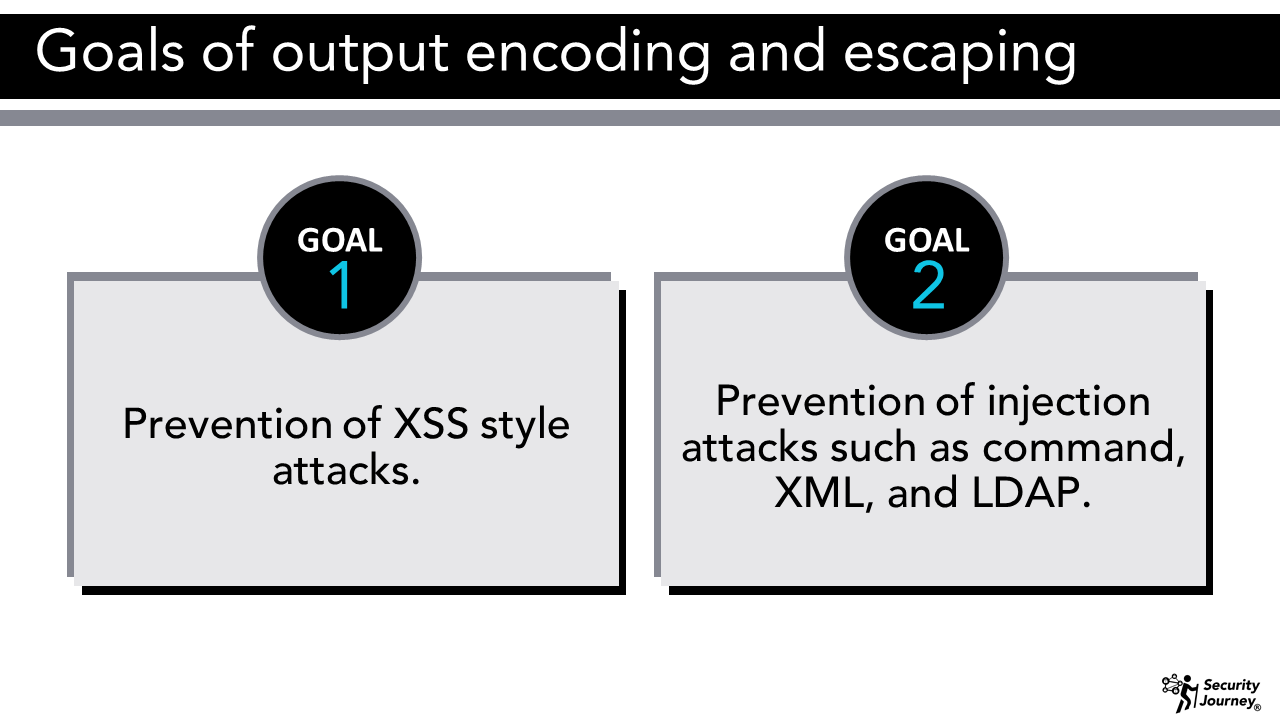 Goals of output encoding and escaping
GOAL
1
Prevention of XSS style
attacks.
GOAL
2
Prevention of injection
attacks such as command,
XML, and LDAP.
Security
Journey®